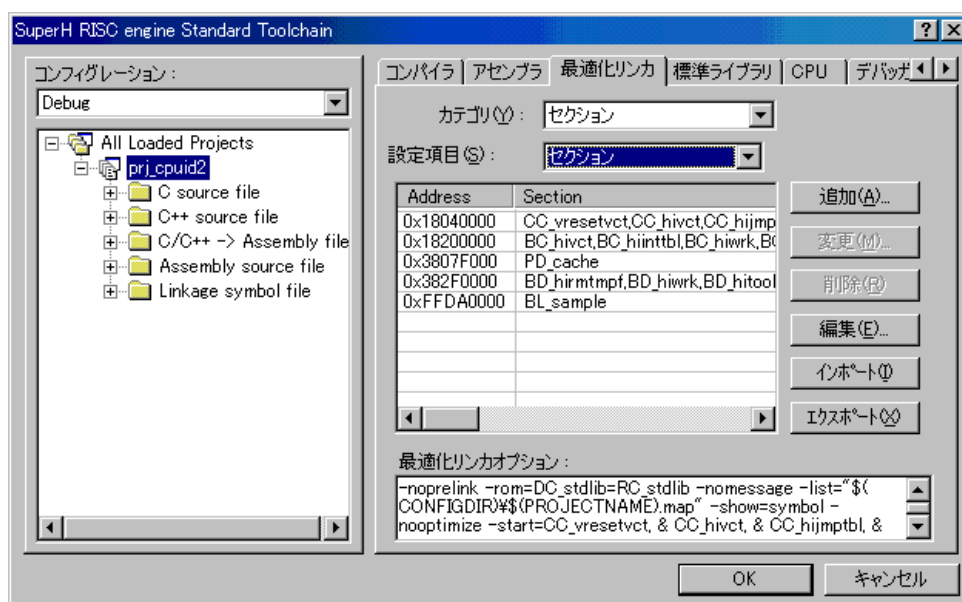 SuperH RISC engine Standard Toolchain
コンフィグレーション :
Debug
All Loaded Projects
prj_cpuid2
C source file
C++ source file
C/C++ -> Assembly file
Assembly source file
Linkage symbol file
コンパイラ アセンブラ 最適化リンカ 標準ライブラリ CPU デバッガ
カテゴリ(Y) : セクション
設定項目(S) : セクション
Address Section
0x18040000 CC_vresetvct,CC_hivct,CC_hijmp
0x18200000 BC_hivct,BC_hiinttbl,BC_hiwrk,B
0x3807F000 PD_cache
0x382F0000 BD_hirmtmpf,BD_hiwrk,BD_hitool
0xFFDA0000 BL_sample
追加(A)...
変更(M)...
削除(R)
編集(E)...
インポート(I)
エクスポート(X)
最適化リンカオプション :
-noprelink -rom=DC_stdlib=RC_stdlib -nomessage -list="$(
CONFIGDIR)¥$(PROJECTNAME).map" -show=symbol -
nooptimize -start=CC_vresetvct, & CC_hivct, & CC_hijmptbl, &
OK キャンセル